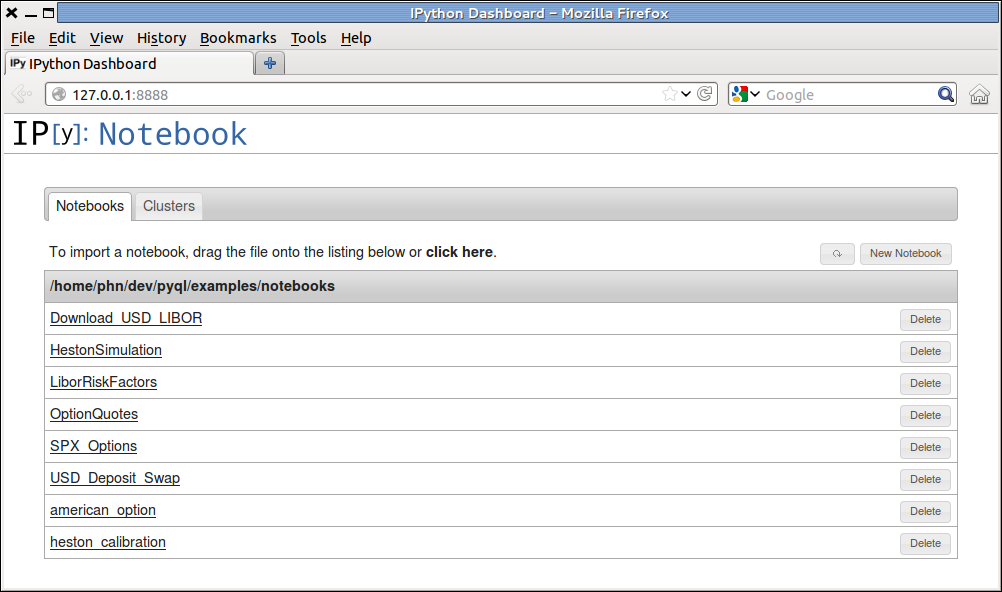 IPython Dashboard - Mozilla Firefox
File Edit View History Bookmarks Tools Help
IPy IPython Dashboard
127.0.0.1:8888 Google
IP[y]: Notebook
Notebooks Clusters
To import a notebook, drag the file onto the listing below or click here. New Notebook
/home/phn/dev/pyql/examples/notebooks
Download_USD_LIBOR Delete
HestonSimulation Delete
LiborRiskFactors Delete
OptionQuotes Delete
SPX_Options Delete
USD_Deposit_Swap Delete
american_option Delete
heston_calibration Delete